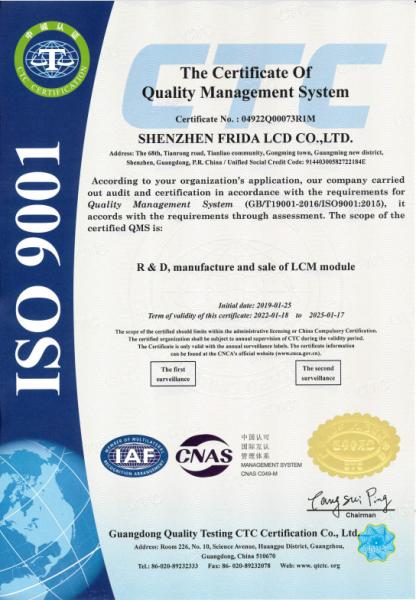 中国认证
CTC CERTIFICATION
CTC
The Certificate Of
Quality Management System
Certificate No. : 04922Q00073R1M
SHENZHEN FRIDA LCD CO.,LTD.
Address: The 68th, Tianrong road, Tianliao community, Gongming town, Guangming new district,
Shenzhen, Guangdong, P.R. China / Unified Social Credit Code: 91440300582722184E
According to your organization's application, our company carried
out audit and certification in accordance with the requirements for
Quality Management System (GB/T19001-2016/ISO9001:2015), it
accords with the requirements through assessment. The scope of the
certified QMS is:
ISO 9001
R & D, manufacture and sale of LCM module
Initial date: 2019-01-25
Term of validity of this certificate: 2022-01-18 to 2025-01-17
The scope of the certified should limits within the administrative licensing or China Compulsory Certification.
The certified organization shall be subject to annual supervision of CTC during the validity period.
The Certificate is only valid with the annual surveillance labels. The certificate information
can be found at the CNCA's official website (www.cnca.gov.cn).
The first
surveillance
The second
surveillance
MEMBER OF MULTILATERAL
IAF
RECOGNITION ARRANGEMENT
CNAS
中国认可
国际互认
管理体系
MANAGEMENT SYSTEM
CNAS C049-M
Chairman
Guangdong Quality Testing CTC Certification Co., Ltd.
Address: Room 226, No. 10, Science Avenue, Huangpu District, Guangzhou,
Guangdong, China 510670
Tel.: 86-020-89232333 Fax: 86- 020-89232078 Web: www. qtctc. org